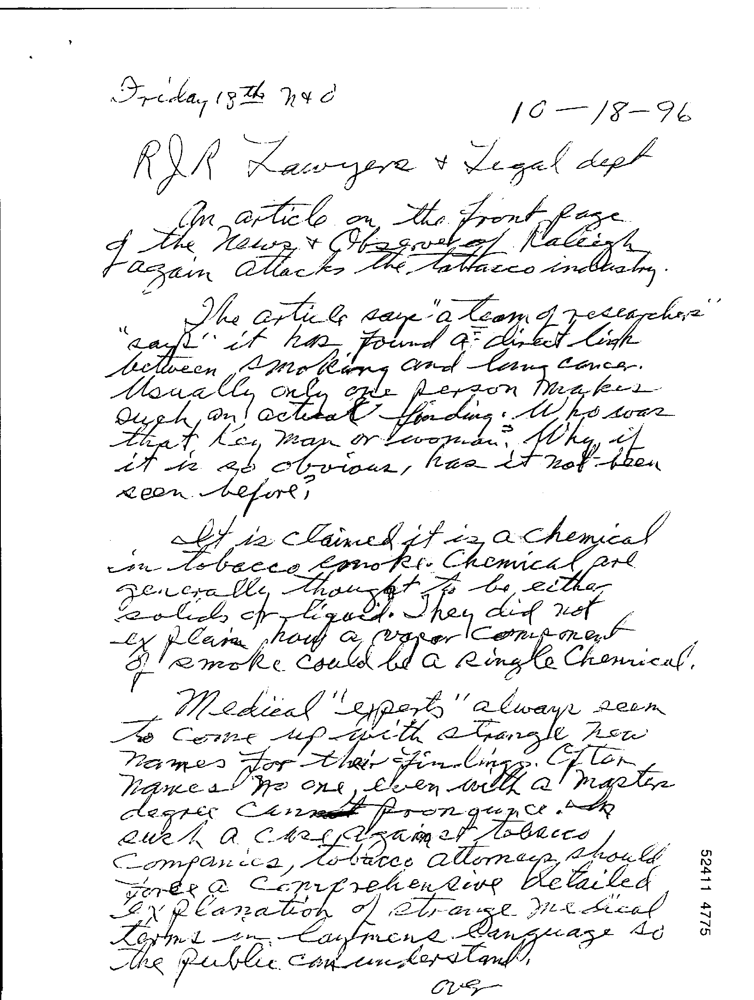 Friday 18th N+O
10-18-96
RJR Lawyers + Legal dept
An article on the front page
of the News + Observer of Raleigh
again attacks the tobacco industry.
The article says "a team of researchers"
"says" it has found a direct link
between smoking and lung cancer.
Usually only one person makes
such an actual finding. Who was
that key man or woman? Why, if
it is so obvious, has it not been
seen before?
It is claimed it is a chemical
in tobacco smoke. Chemical are
generally thought to be either
solids or liquid. They did not
explain how a vapor component
of smoke could be a single Chemical.
Medical "experts" always seem
to come up with strange new
names for their findings. Often
names no one, even with a masters
degree cannot pronounce. In
such a case against tobacco
Companies, tobacco attorneys should
force a comprehensive detailed
explanation of strange medical
terms in laymens language so
the public can understand.
over
52411 4775